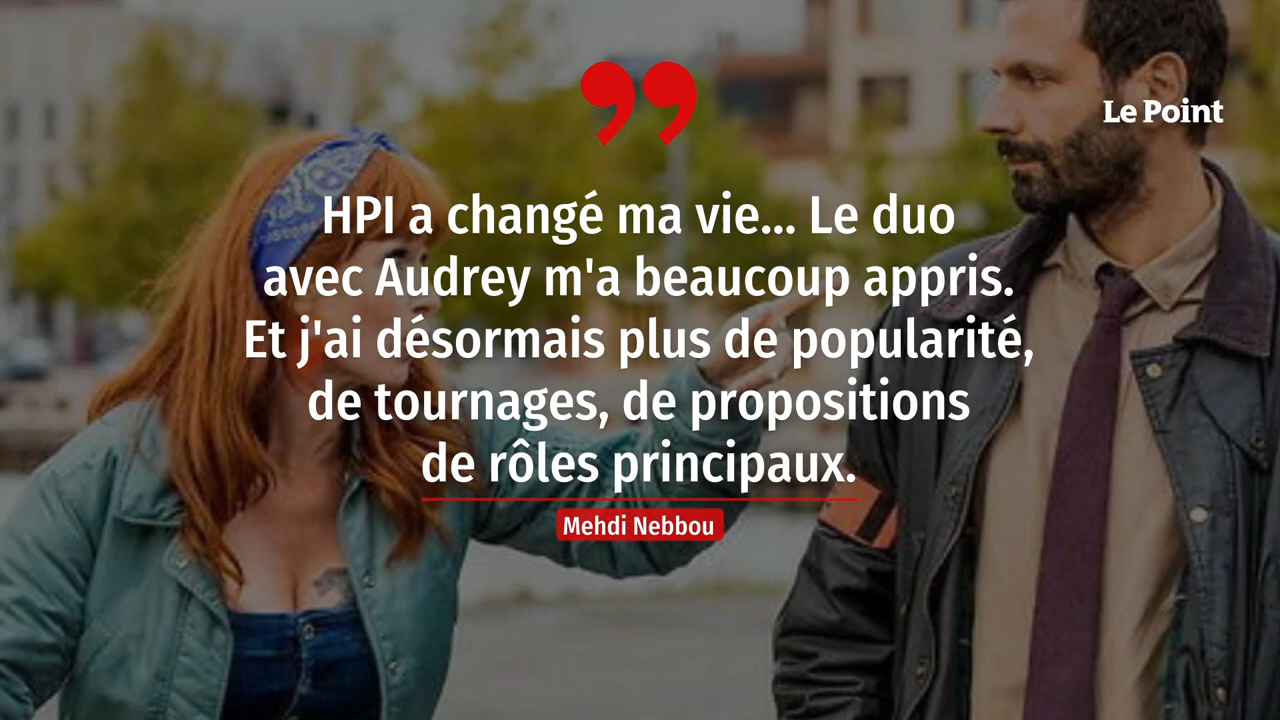 Le Point
HPI a changé ma vie... Le duo
avec Audrey m'a beaucoup appris.
Et j'ai désormais plus de popularité,
de tournages, de propositions
de rôles principaux.
Mehdi Nebbou